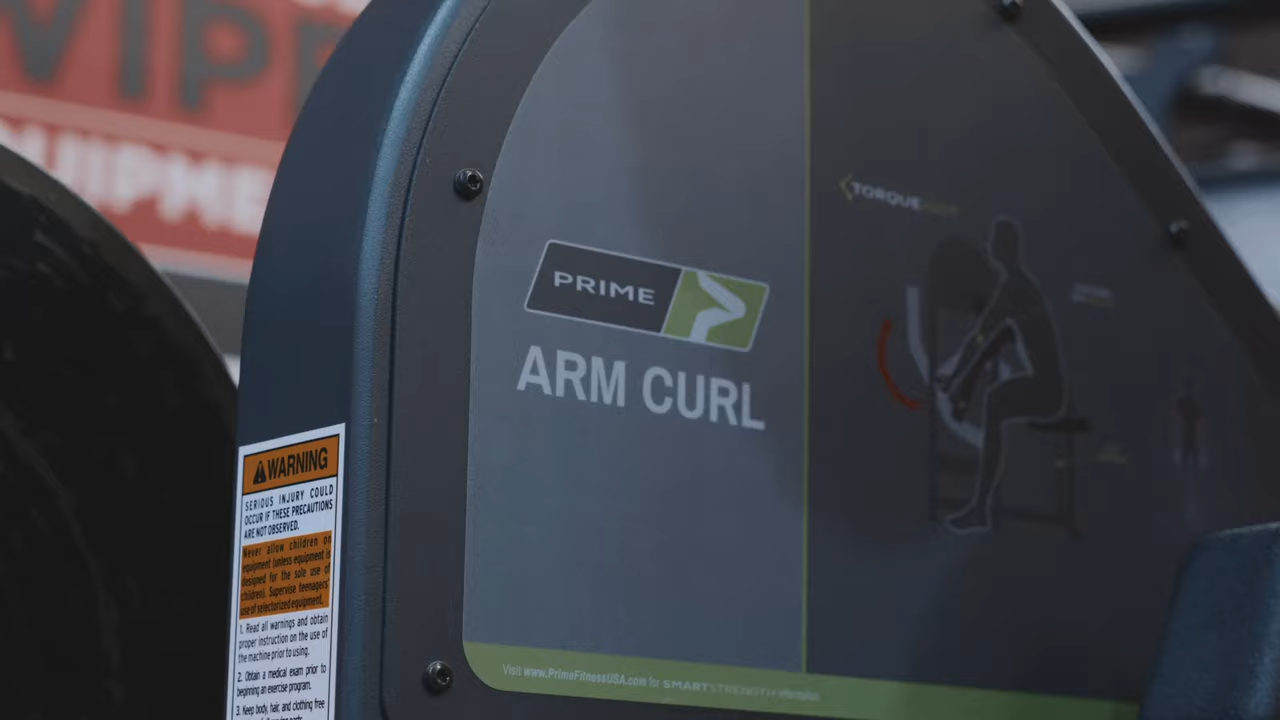 PRIME
ARM CURL
TORQUE
WARNING
SERIOUS INJURY COULD
OCCUR IF THESE PRECAUTIONS
ARE NOT OBSERVED.
Never allow children on
equipment (unless equipment is
designed for the sole use of
children). Supervise teenagers'
use of selectorized equipment.
1. Read all warnings and obtain
proper instruction on the use of
the machine prior to using.
2. Obtain a medical exam prior to
beginning an exercise program.
3. Keep body, hair, and clothing free
Visit www.PrimeFitnessUSA.com for SMARTSTRENGTH information